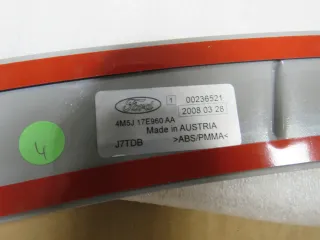 Ford 1 00236521
2008 03 28
4M5J 17E960 AA
Made in AUSTRIA
J7TDB >ABS/PMMA<
4